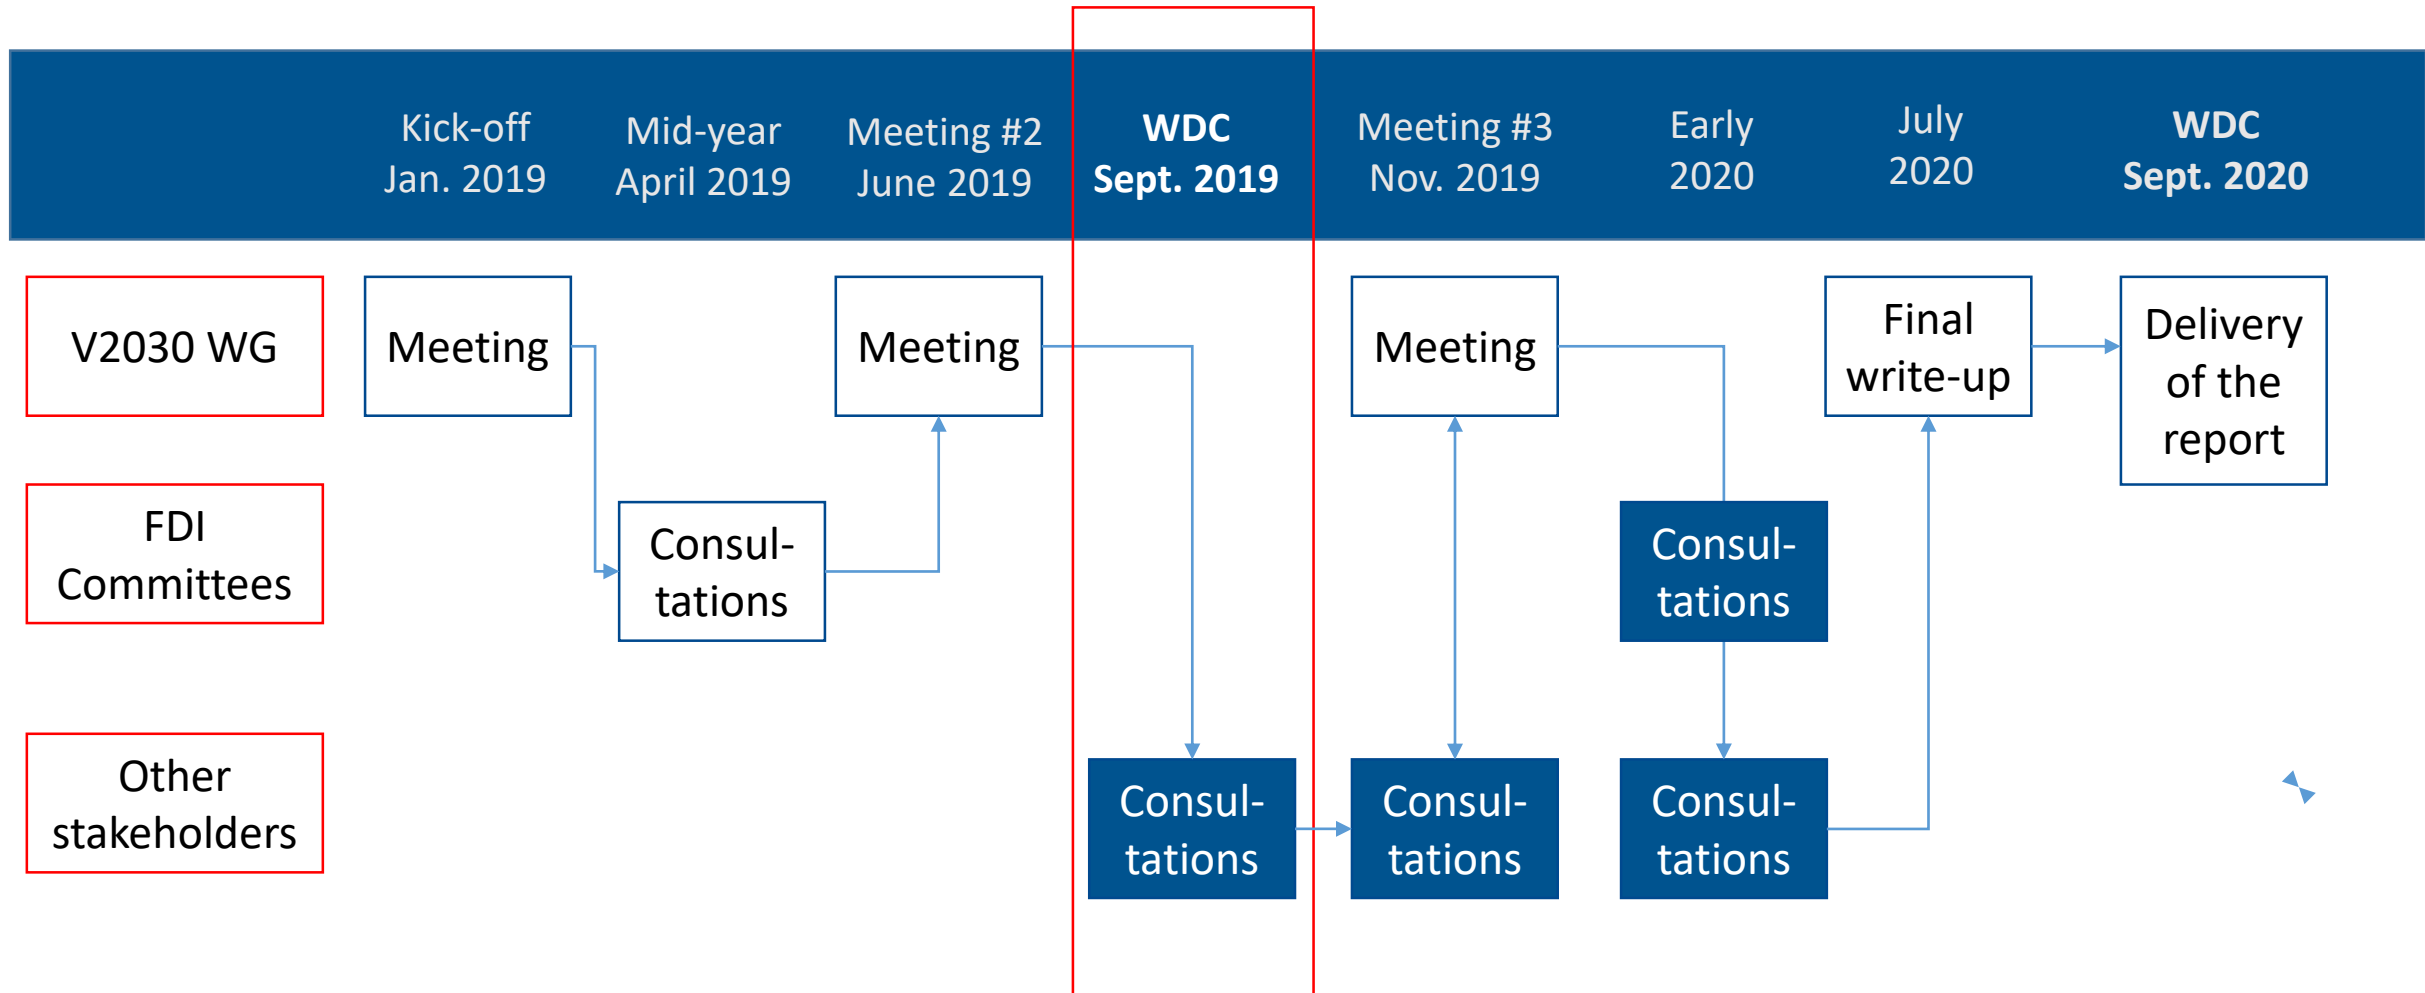 Kick-off
Jan. 2019
Mid-year
April 2019
Meeting #2
June 2019
WDC
Sept. 2019
Meeting #3
Nov. 2019
Early
2020
July
2020
WDC
Sept. 2020
V2030 WG
Meeting
Meeting
Meeting
Final
write-up
Delivery
of the
report
FDI
Committees
Consul-
tations
Consul-
tations
Other
stakeholders
Consul-
tations
Consul-
tations
Consul-
tations